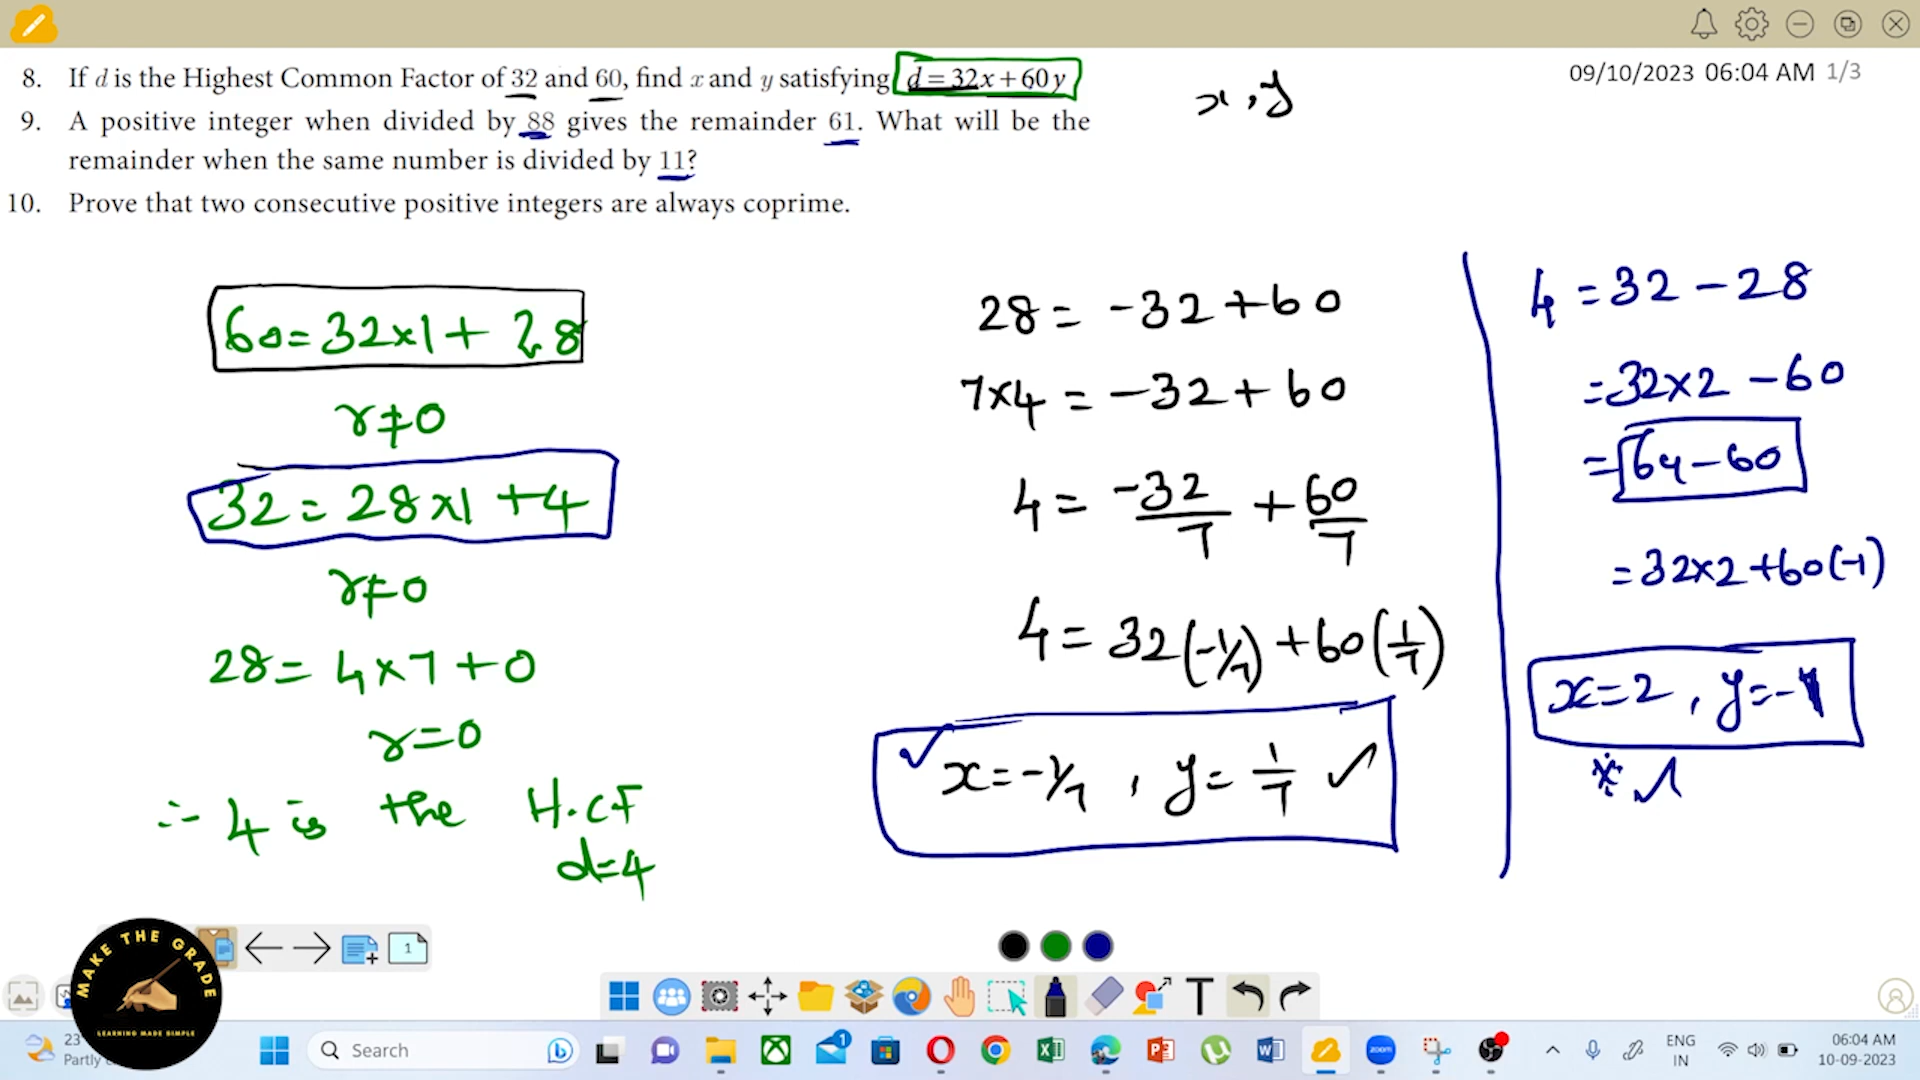 09/10/2023 06:04 AM 1/3
8. If d is the Highest Common Factor of 32 and 60, find x and y satisfying d = 32x + 60y
x, y
9. A positive integer when divided by 88 gives the remainder 61. What will be the
remainder when the same number is divided by 11?
10. Prove that two consecutive positive integers are always coprime.
60=32×1+ 28
r≠0
32=28×1+4
r≠0
28=4×7+0
r=0
∴ 4 is the H.CF
d=4
28 = -32+60
7×4 = -32+60
4 = -32/7 + 60/7
4 = 32(-1/7)+60(1/7)
x=-1/7, y=1/7
4 =32-28
=32×2-60
=64-60
=32×2+60(-1)
x=2, y=-1
MAKE THE GRADE
LEARNING MADE SIMPLE
1
T
23°
Partly
Search
1
zoom
ENG
IN
06:04 AM
10-09-2023